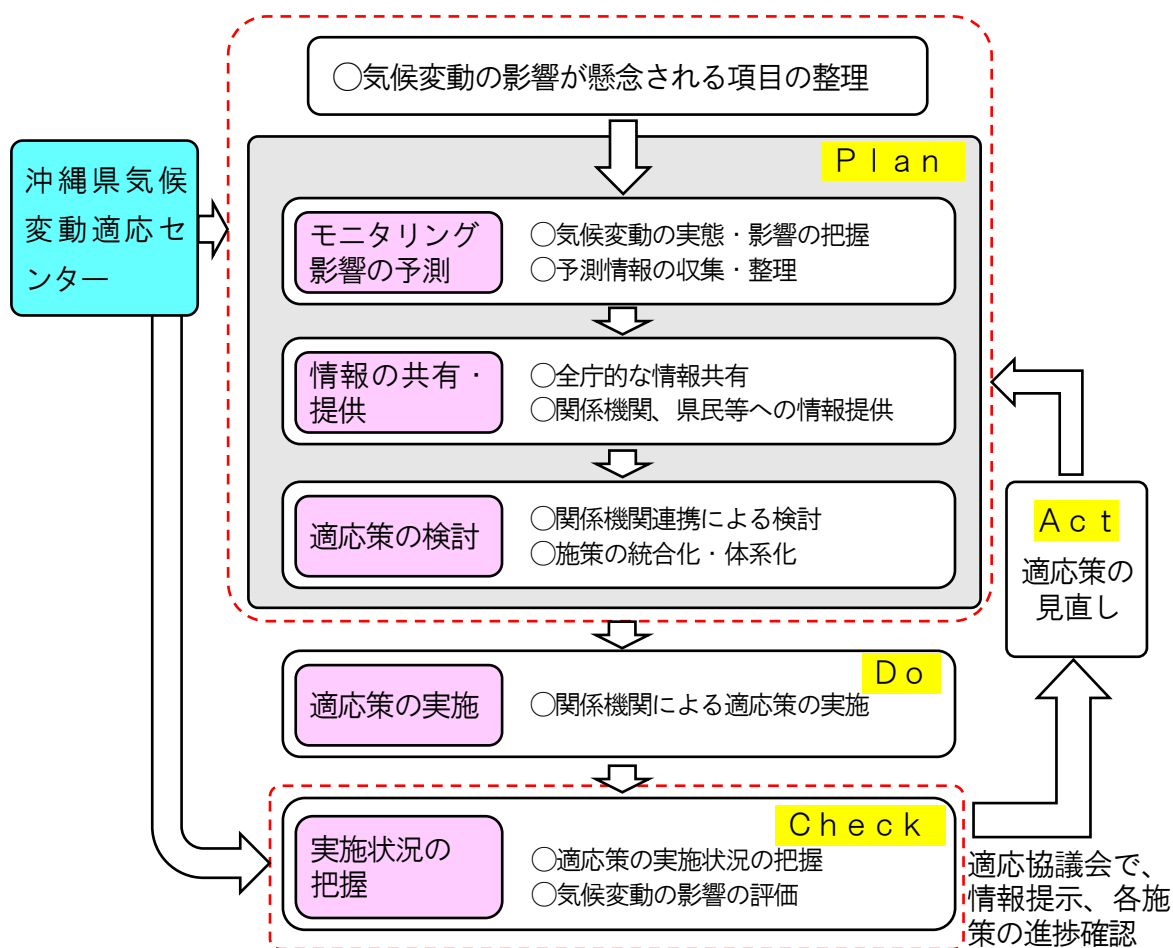 ○気候変動の影響が懸念される項目の整理
沖縄県気候
変動適応セ
ンター
Plan
モニタリング
影響の予測
○気候変動の実態・影響の把握
○予測情報の収集・整理
情報の共有・
提供
○全庁的な情報共有
○関係機関、県民等への情報提供
適応策の検討
○関係機関連携による検討
○施策の統合化・体系化
Act
適応策の
見直し
Do
適応策の実施
○関係機関による適応策の実施
Check
実施状況の
把握
○適応策の実施状況の把握
○気候変動の影響の評価
適応協議会で、
情報提示、各施
策の進捗確認